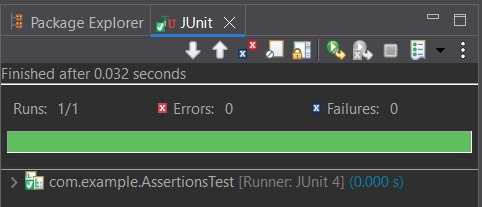 Package Explorer JUnit
Finished after 0.032 seconds
Runs: 1/1 Errors: 0 Failures: 0
com.example.AssertionsTest [Runner: JUnit 4] (0.000 s)